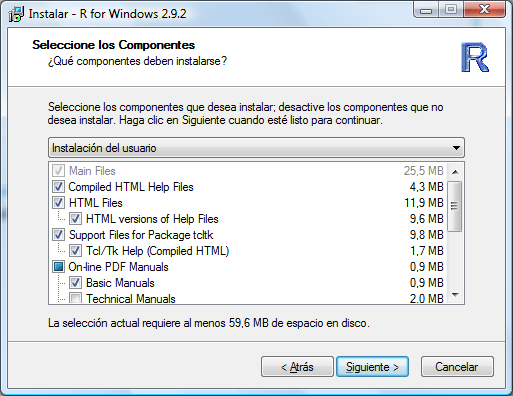 Instalar - R for Windows 2.9.2
Seleccione los Componentes
¿Qué componentes deben instalarse?
R
Seleccione los componentes que desea instalar; desactive los componentes que no
desea instalar. Haga clic en Siguiente cuando esté listo para continuar.
Instalación del usuario
Main Files 25,5 MB
Compiled HTML Help Files 4,3 MB
HTML Files 11,9 MB
HTML versions of Help Files 9,6 MB
Support Files for Package tcltk 9,8 MB
Tcl/Tk Help (Compiled HTML) 1,7 MB
On-line PDF Manuals 0,9 MB
Basic Manuals 0,9 MB
Technical Manuals 2,0 MB
La selección actual requiere al menos 59,6 MB de espacio en disco.
< Atrás Siguiente > Cancelar